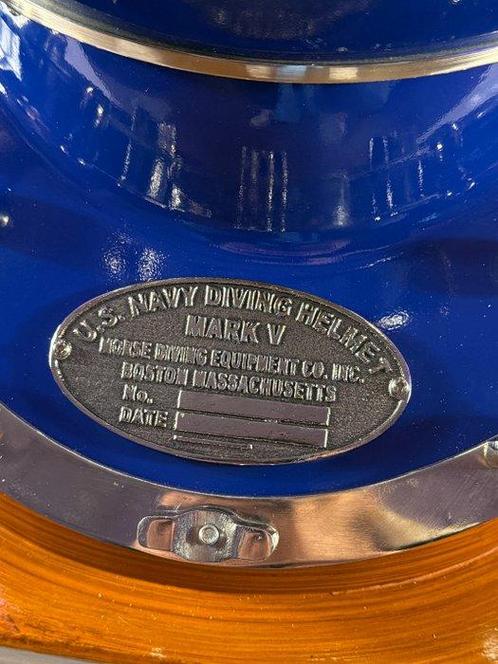 U.S. NAVY DIVING HELMET
MARK V
MORSE DIVING EQUIPMENT CO. INC.
BOSTON MASSACHUSETTS
No.
DATE